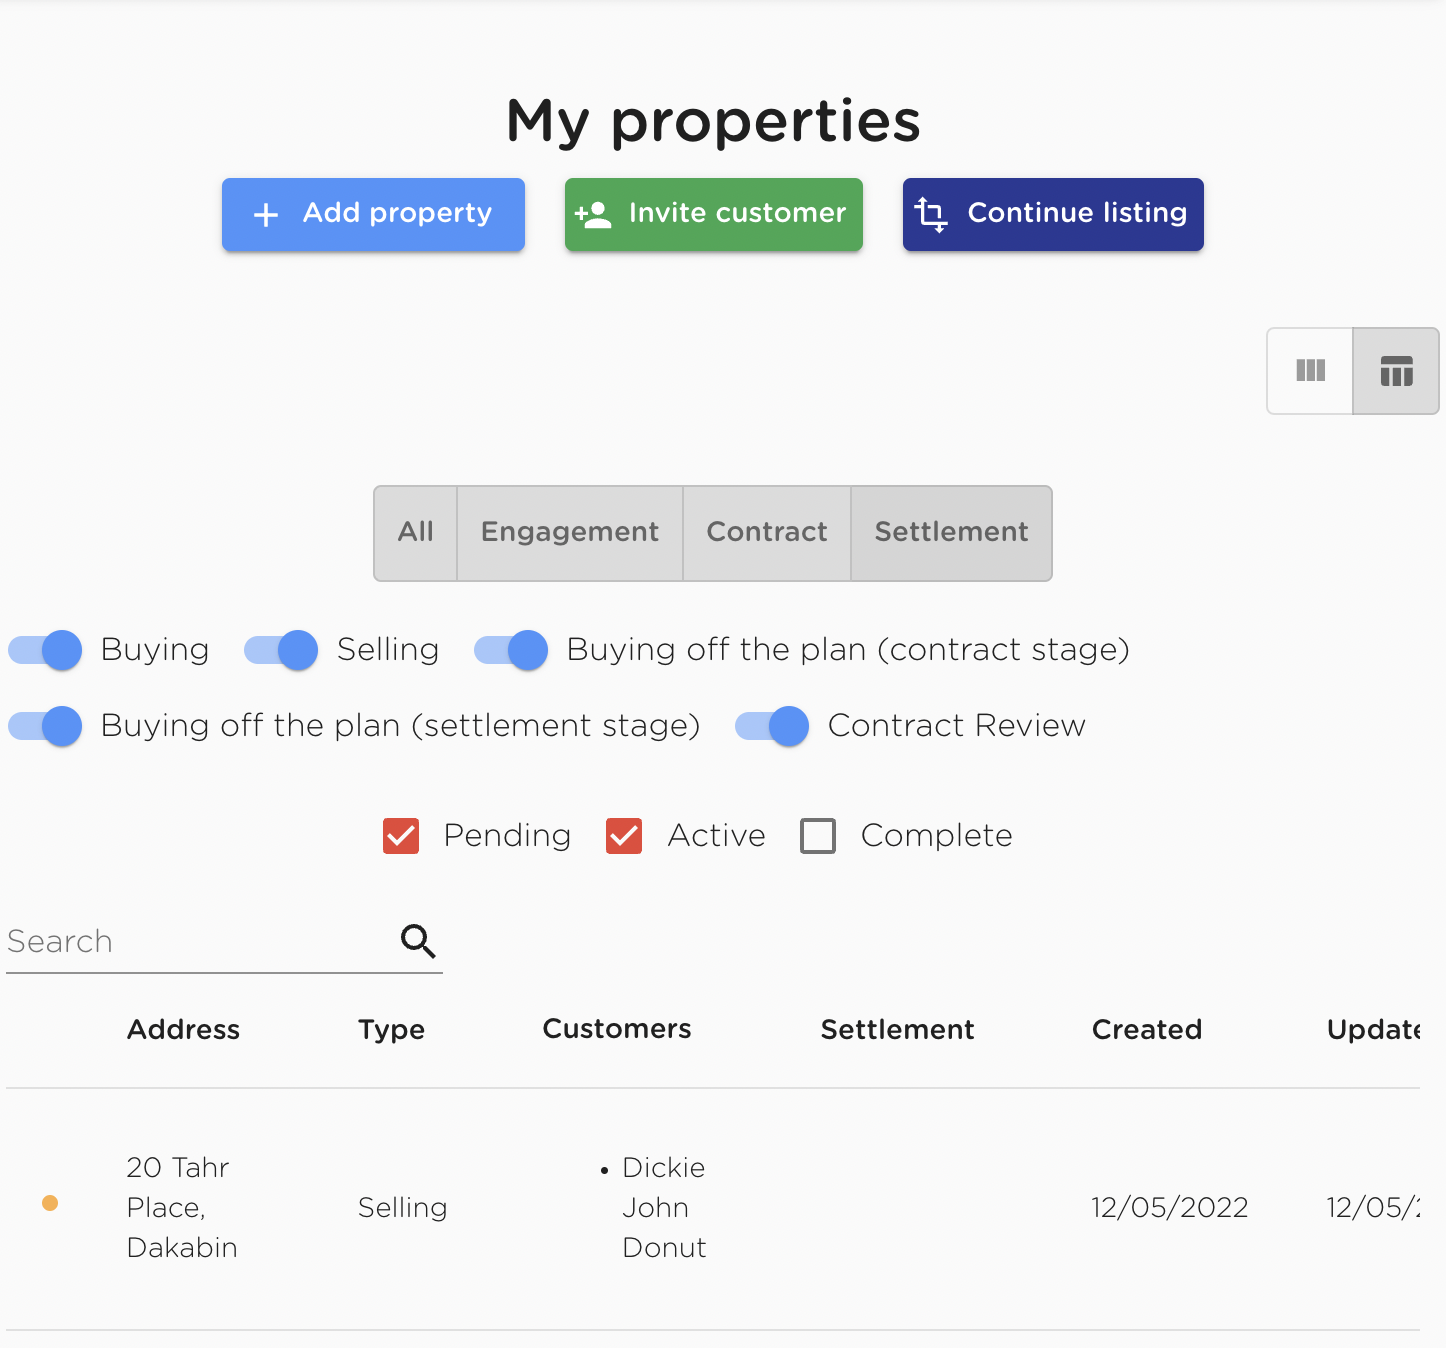 My properties
Add property
Invite customer
Continue listing
All
Engagement
Contract
Settlement
Buying
Selling
Buying off the plan (contract stage)
Buying off the plan (settlement stage)
Contract Review
Pending
Active
Complete
Search
Address
Type
Customers
Settlement
Created
Update
20 Tahr
Place,
Dakabin
Selling
• Dickie
John
Donut
12/05/2022
12/05/2